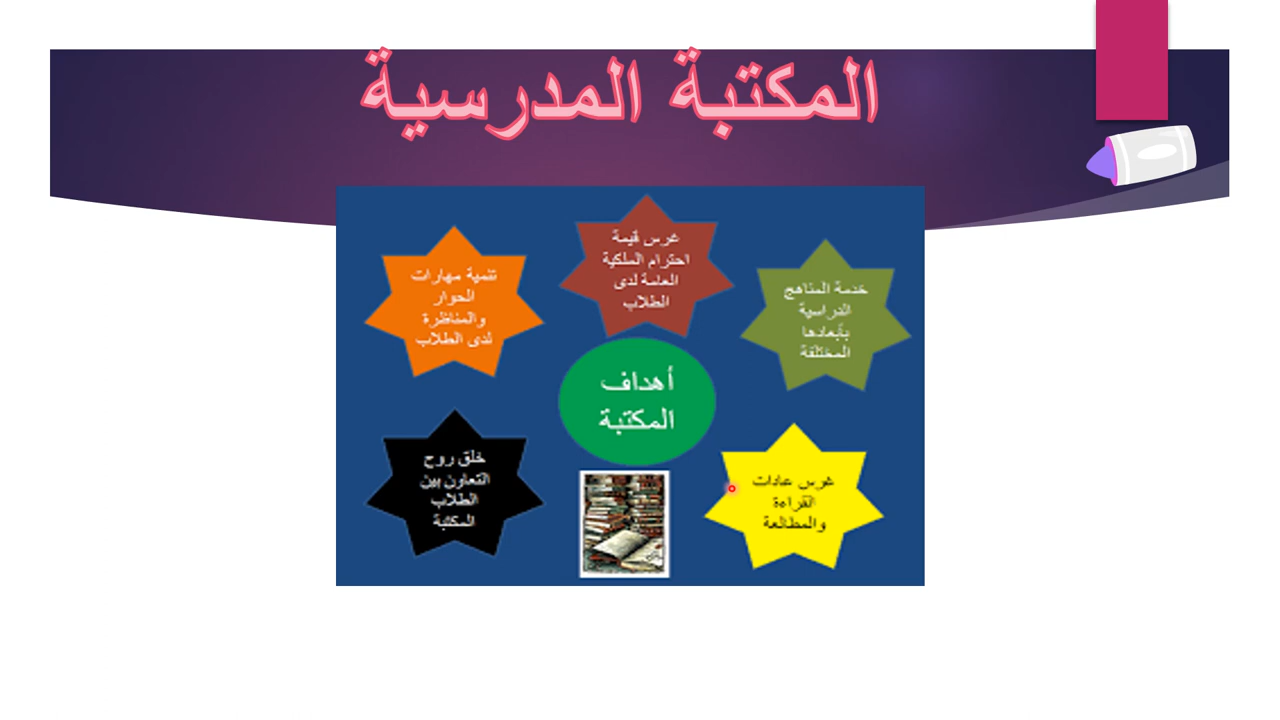 المكتبة المدرسية
غرس قيمة
احترام الملكية
العامة لدى
الطلاب
خدمة المناهج
الدراسية
بأبعادها
المختلفة
تنمية مهارات
الحوار
والمناظرة
لدى الطلاب
أهداف
المكتبة
غرس عادات
القراءة
والمطالعة
خلق روح
التعاون بين
الطلاب
المكتبة